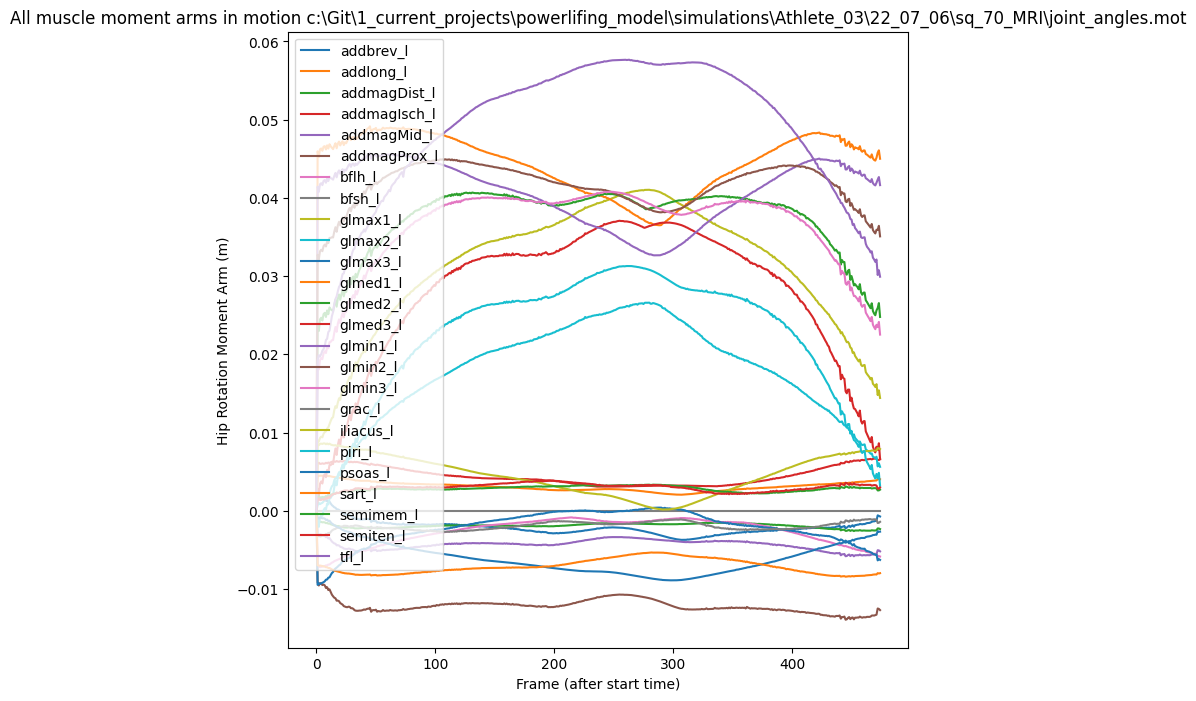 All muscle moment arms in motion c:\Git\1_current_projects\powerlifing_model\simulations\Athlete_03\22_07_06\sq_70_MRI\joint_angles.mot
addbrev_l
addlong_l
addmagDist_l
addmagIsch_l
addmagMid_l
addmagProx_l
bflh_l
bfsh_l
glmax1_l
glmax2_l
glmax3_l
glmed1_l
glmed2_l
glmed3_l
glmin1_l
glmin2_l
glmin3_l
grac_l
iliacus_l
piri_l
psoas_l
sart_l
semimem_l
semiten_l
tfl_l
Hip Rotation Moment Arm (m)
0.06
0.05
0.04
0.03
0.02
0.01
0.00
−0.01
0 100 200 300 400
Frame (after start time)